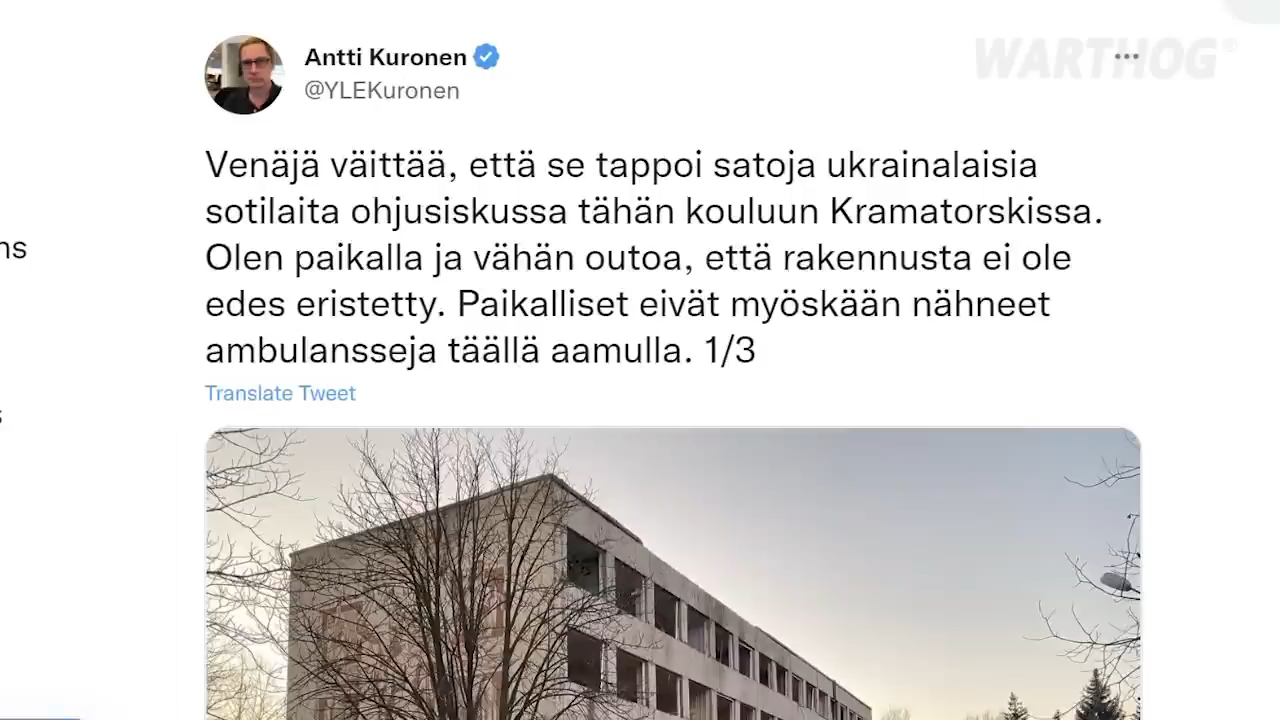 WARTHOG®
Antti Kuronen
@YLEKuronen
Venäjä väittää, että se tappoi satoja ukrainalaisia
sotilaita ohjusiskussa tähän kouluun Kramatorskissa.
Olen paikalla ja vähän outoa, että rakennusta ei ole
edes eristetty. Paikalliset eivät myöskään nähneet
ambulansseja täällä aamulla. 1/3
Translate Tweet
ns
s